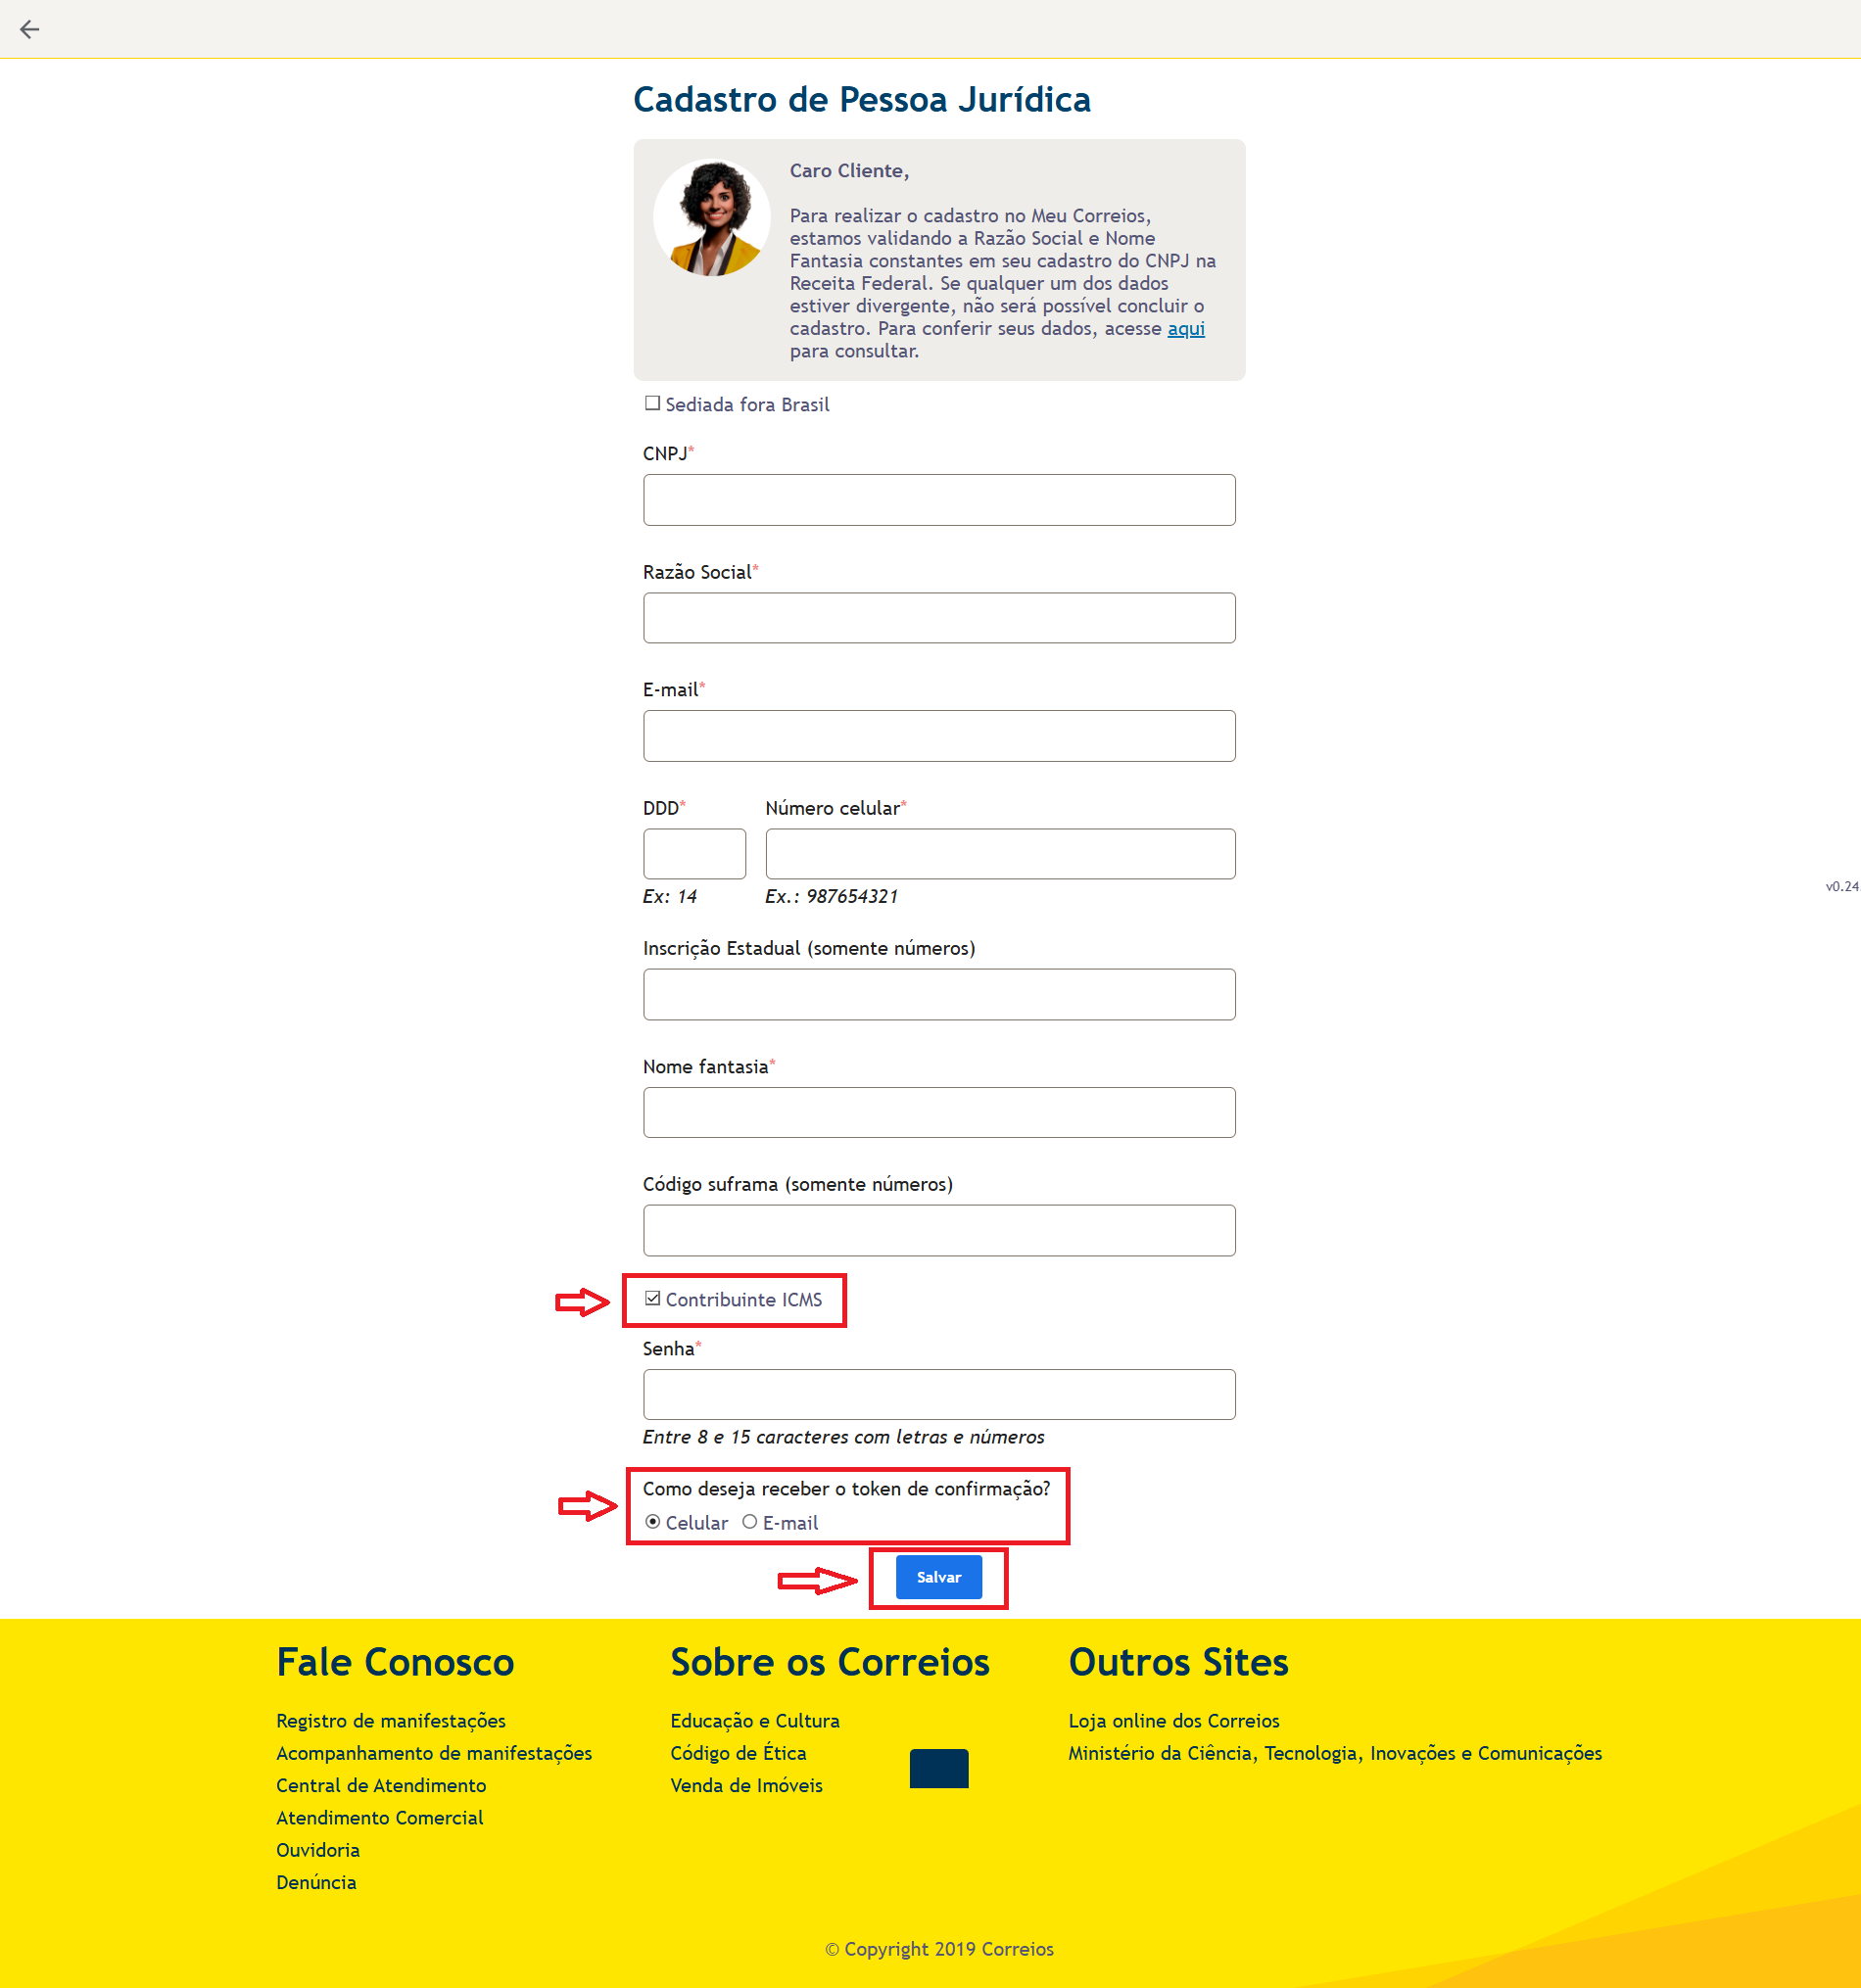 Cadastro de Pessoa Jurídica
Caro Cliente,
Para realizar o cadastro no Meu Correios,
estamos validando a Razão Social e Nome
Fantasia constantes em seu cadastro do CNPJ na
Receita Federal. Se qualquer um dos dados
estiver divergente, não será possível concluir o
cadastro. Para conferir seus dados, acesse aqui
para consultar.
Sediada fora Brasil
CNPJ*
Razão Social*
E-mail*
DDD* Número celular*
Ex: 14 Ex.: 987654321
v0.24
Inscrição Estadual (somente números)
Nome fantasia*
Código suframa (somente números)
Contribuinte ICMS
Senha*
Entre 8 e 15 caracteres com letras e números
Como deseja receber o token de confirmação?
Celular E-mail
Salvar
Fale Conosco
Registro de manifestações
Acompanhamento de manifestações
Central de Atendimento
Atendimento Comercial
Ouvidoria
Denúncia
Sobre os Correios
Educação e Cultura
Código de Ética
Venda de Imóveis
Outros Sites
Loja online dos Correios
Ministério da Ciência, Tecnologia, Inovações e Comunicações
© Copyright 2019 Correios